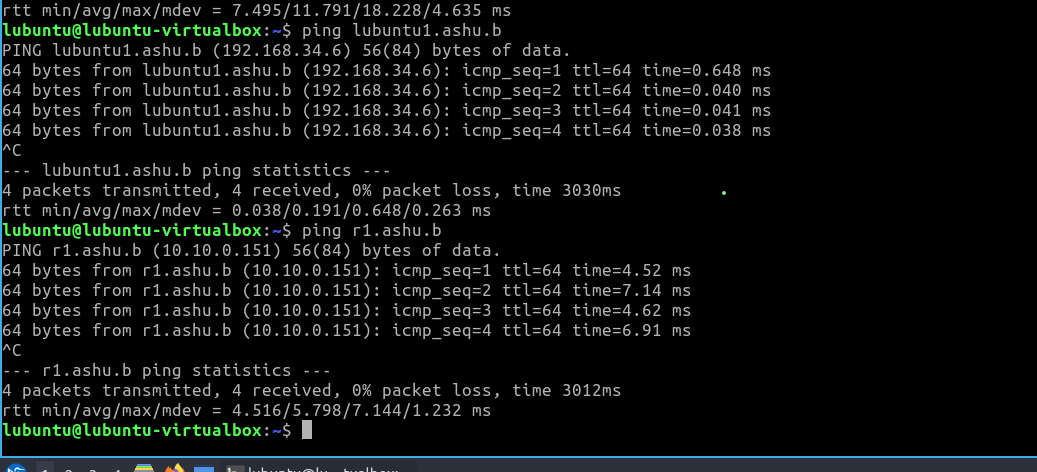 rtt min/avg/max/mdev = 7.495/11.791/18.228/4.635 ms
lubuntu@lubuntu-virtualbox:~$ ping lubuntu1.ashu.b
PING lubuntu1.ashu.b (192.168.34.6) 56(84) bytes of data.
64 bytes from lubuntu1.ashu.b (192.168.34.6): icmp_seq=1 ttl=64 time=0.648 ms
64 bytes from lubuntu1.ashu.b (192.168.34.6): icmp_seq=2 ttl=64 time=0.040 ms
64 bytes from lubuntu1.ashu.b (192.168.34.6): icmp_seq=3 ttl=64 time=0.041 ms
64 bytes from lubuntu1.ashu.b (192.168.34.6): icmp_seq=4 ttl=64 time=0.038 ms
^C
--- lubuntu1.ashu.b ping statistics ---
4 packets transmitted, 4 received, 0% packet loss, time 3030ms
rtt min/avg/max/mdev = 0.038/0.191/0.648/0.263 ms
lubuntu@lubuntu-virtualbox:~$ ping r1.ashu.b
PING r1.ashu.b (10.10.0.151) 56(84) bytes of data.
64 bytes from r1.ashu.b (10.10.0.151): icmp_seq=1 ttl=64 time=4.52 ms
64 bytes from r1.ashu.b (10.10.0.151): icmp_seq=2 ttl=64 time=7.14 ms
64 bytes from r1.ashu.b (10.10.0.151): icmp_seq=3 ttl=64 time=4.62 ms
64 bytes from r1.ashu.b (10.10.0.151): icmp_seq=4 ttl=64 time=6.91 ms
^C
--- r1.ashu.b ping statistics ---
4 packets transmitted, 4 received, 0% packet loss, time 3012ms
rtt min/avg/max/mdev = 4.516/5.798/7.144/1.232 ms
lubuntu@lubuntu-virtualbox:~$